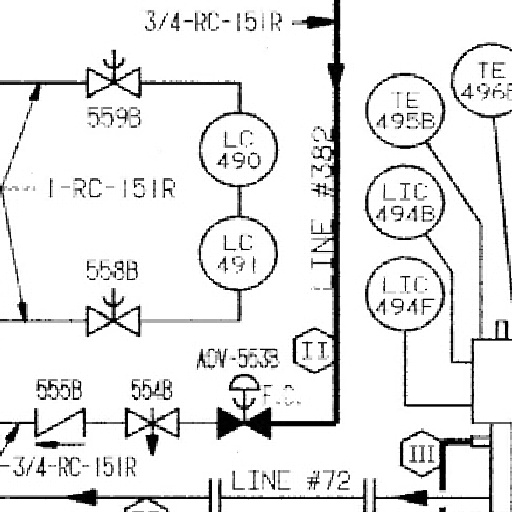 3/4-RC-151R
TE
496B
TE
495B
559B
LC
490
LINE #382
1-RC-151R
LIC
494B
LC
491
558B
LIC
494F
II
AOV-553B
F.C.
555B
554B
III
-3/4-RC-151R
LINE #72